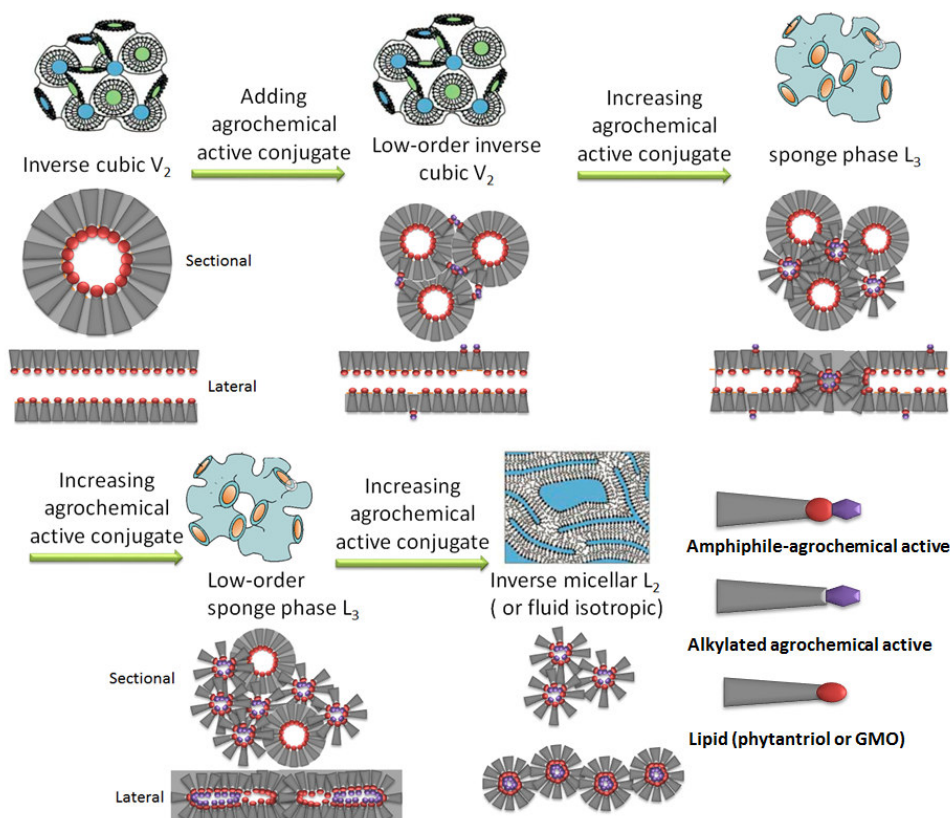 Adding
agrochemical
active conjugate
Increasing
agrochemical
active conjugate
Inverse cubic V₂
Low-order inverse
cubic V₂
sponge phase L₃
Sectional
Lateral
Increasing
agrochemical
active conjugate
Increasing
agrochemical
active conjugate
Low-order
sponge phase L₃
Inverse micellar L₂
( or fluid isotropic)
Sectional
Lateral
Amphiphile-agrochemical active
Alkylated agrochemical active
Lipid (phytantriol or GMO)